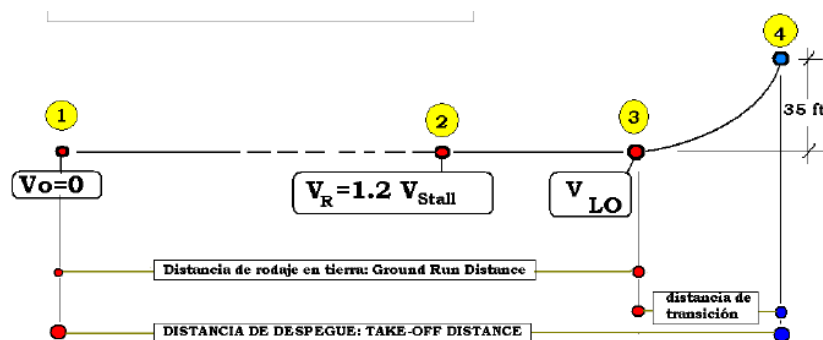 4
1
2
3
35 ft
Vo=0
VR=1.2 VStall
VLO
Distancia de rodaje en tierra: Ground Run Distance
distancia de
transición
DISTANCIA DE DESPEGUE: TAKE-OFF DISTANCE